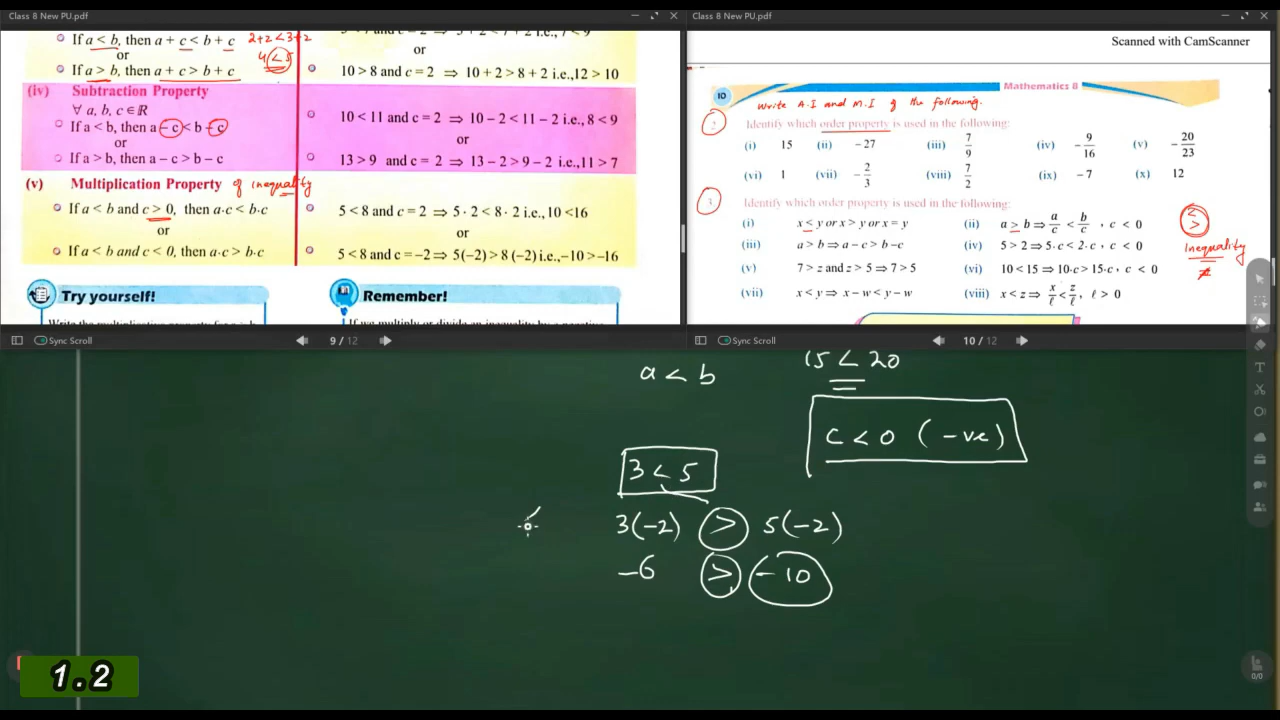 Class 8 New PU.pdf
If a < b, then a + c < b + c 2+2 < 3+2
or
4 < 5
If a > b, then a + c > b + c
or
10 > 8 and c = 2 ⇒ 10 + 2 > 8 + 2 i.e.,12 > 10
(iv) Subtraction Property
∀ a, b, c ∈ ℝ
If a < b, then a – c < b – c
or
If a > b, then a – c > b – c
10 < 11 and c = 2 ⇒ 10 – 2 < 11 – 2 i.e., 8 < 9
or
13 > 9 and c = 2 ⇒ 13 – 2 > 9 – 2 i.e.,11 > 7
(v) Multiplication Property of inequality
If a < b and c > 0, then a·c < b·c
or
If a < b and c < 0, then a·c > b·c
5 < 8 and c = 2 ⇒ 5 · 2 < 8 · 2 i.e., 10 <16
or
5 < 8 and c = –2 ⇒ 5(–2) > 8 (–2) i.e., –10 > –16
Try yourself!
Remember!
Sync Scroll
9 / 12
Class 8 New PU.pdf
Scanned with CamScanner
10
Mathematics 8
Write A.I and M.I of the following.
2 Identify which order property is used in the following:
(i) 15 (ii) – 27 (iii) 7/9 (iv) – 9/16 (v) – 20/23
(vi) 1 (vii) – 2/3 (viii) 7/2 (ix) – 7 (x) 12
3 Identify which order property is used in the following:
(i) x < y or x > y or x = y (ii) a > b ⇒ a/c < b/c , c < 0
(iii) a > b ⇒ a – c > b – c (iv) 5 > 2 ⇒ 5·c < 2·c , c < 0
(v) 7 > z and z > 5 ⇒ 7 > 5 (vi) 10 < 15 ⇒ 10·c > 15·c , c < 0
(vii) x < y ⇒ x – w < y – w (viii) x < z ⇒ x/ℓ < z/ℓ, ℓ > 0
<
>
inequality
≠
Sync Scroll
10 / 12
a < b
15 < 20
c < 0 (-ve)
3 < 5
3(-2) > 5(-2)
-6 > -10
1.2
0/0